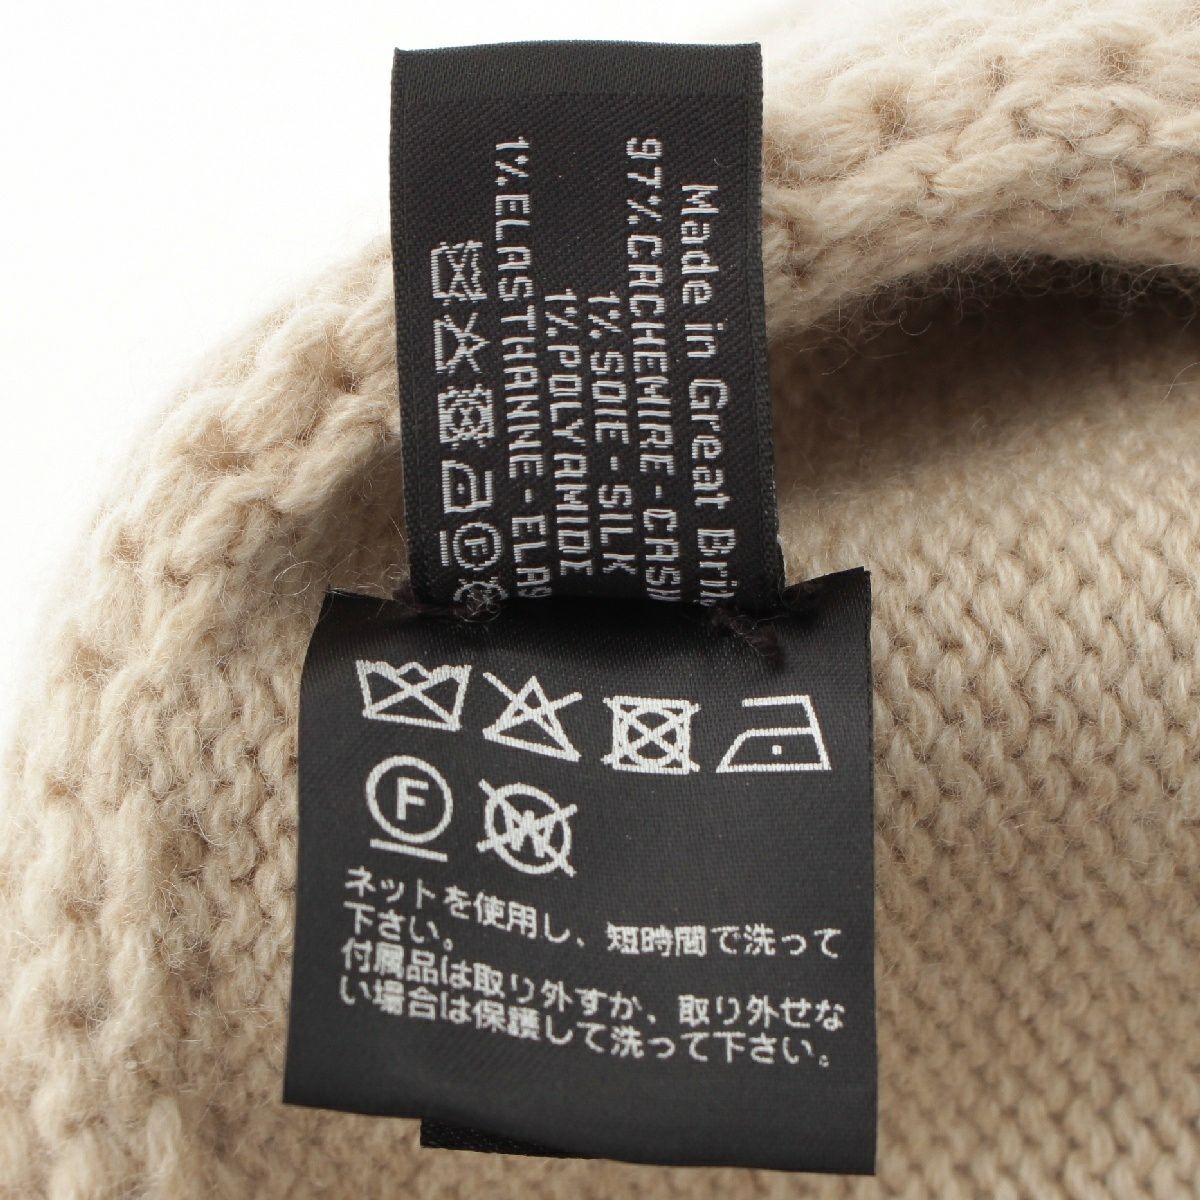 Made in Great
97% CACHEMIRE-
1% SOIE - SILK
1% POLYAMIDE
1% ELASTHANNE -
F
W
ネットを使用し、短時間で洗って
下さい。
付属品は取り外すか、取り外せな
い場合は保護して洗って下さい。